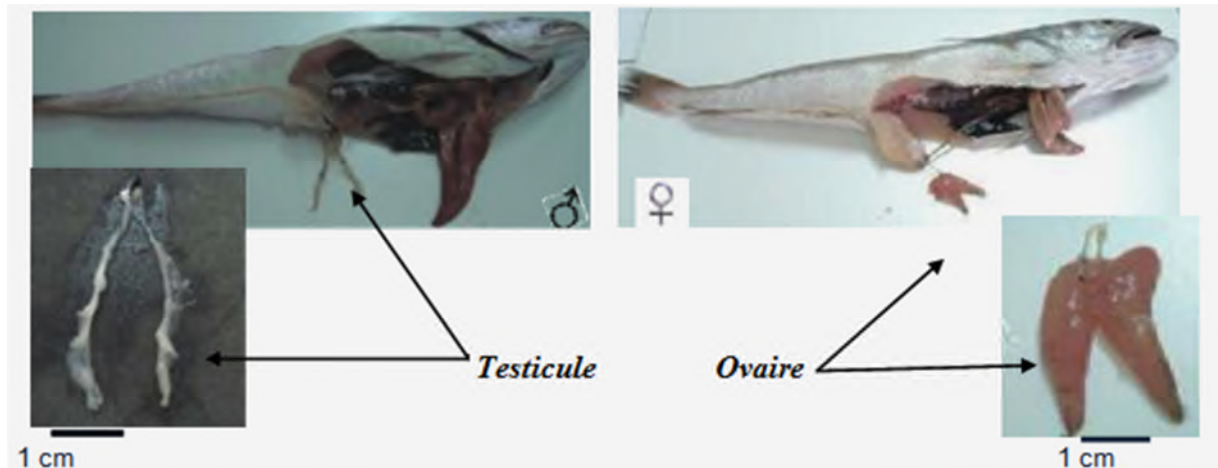 ♂
♀
Testicule
Ovaire
1 cm
1 cm